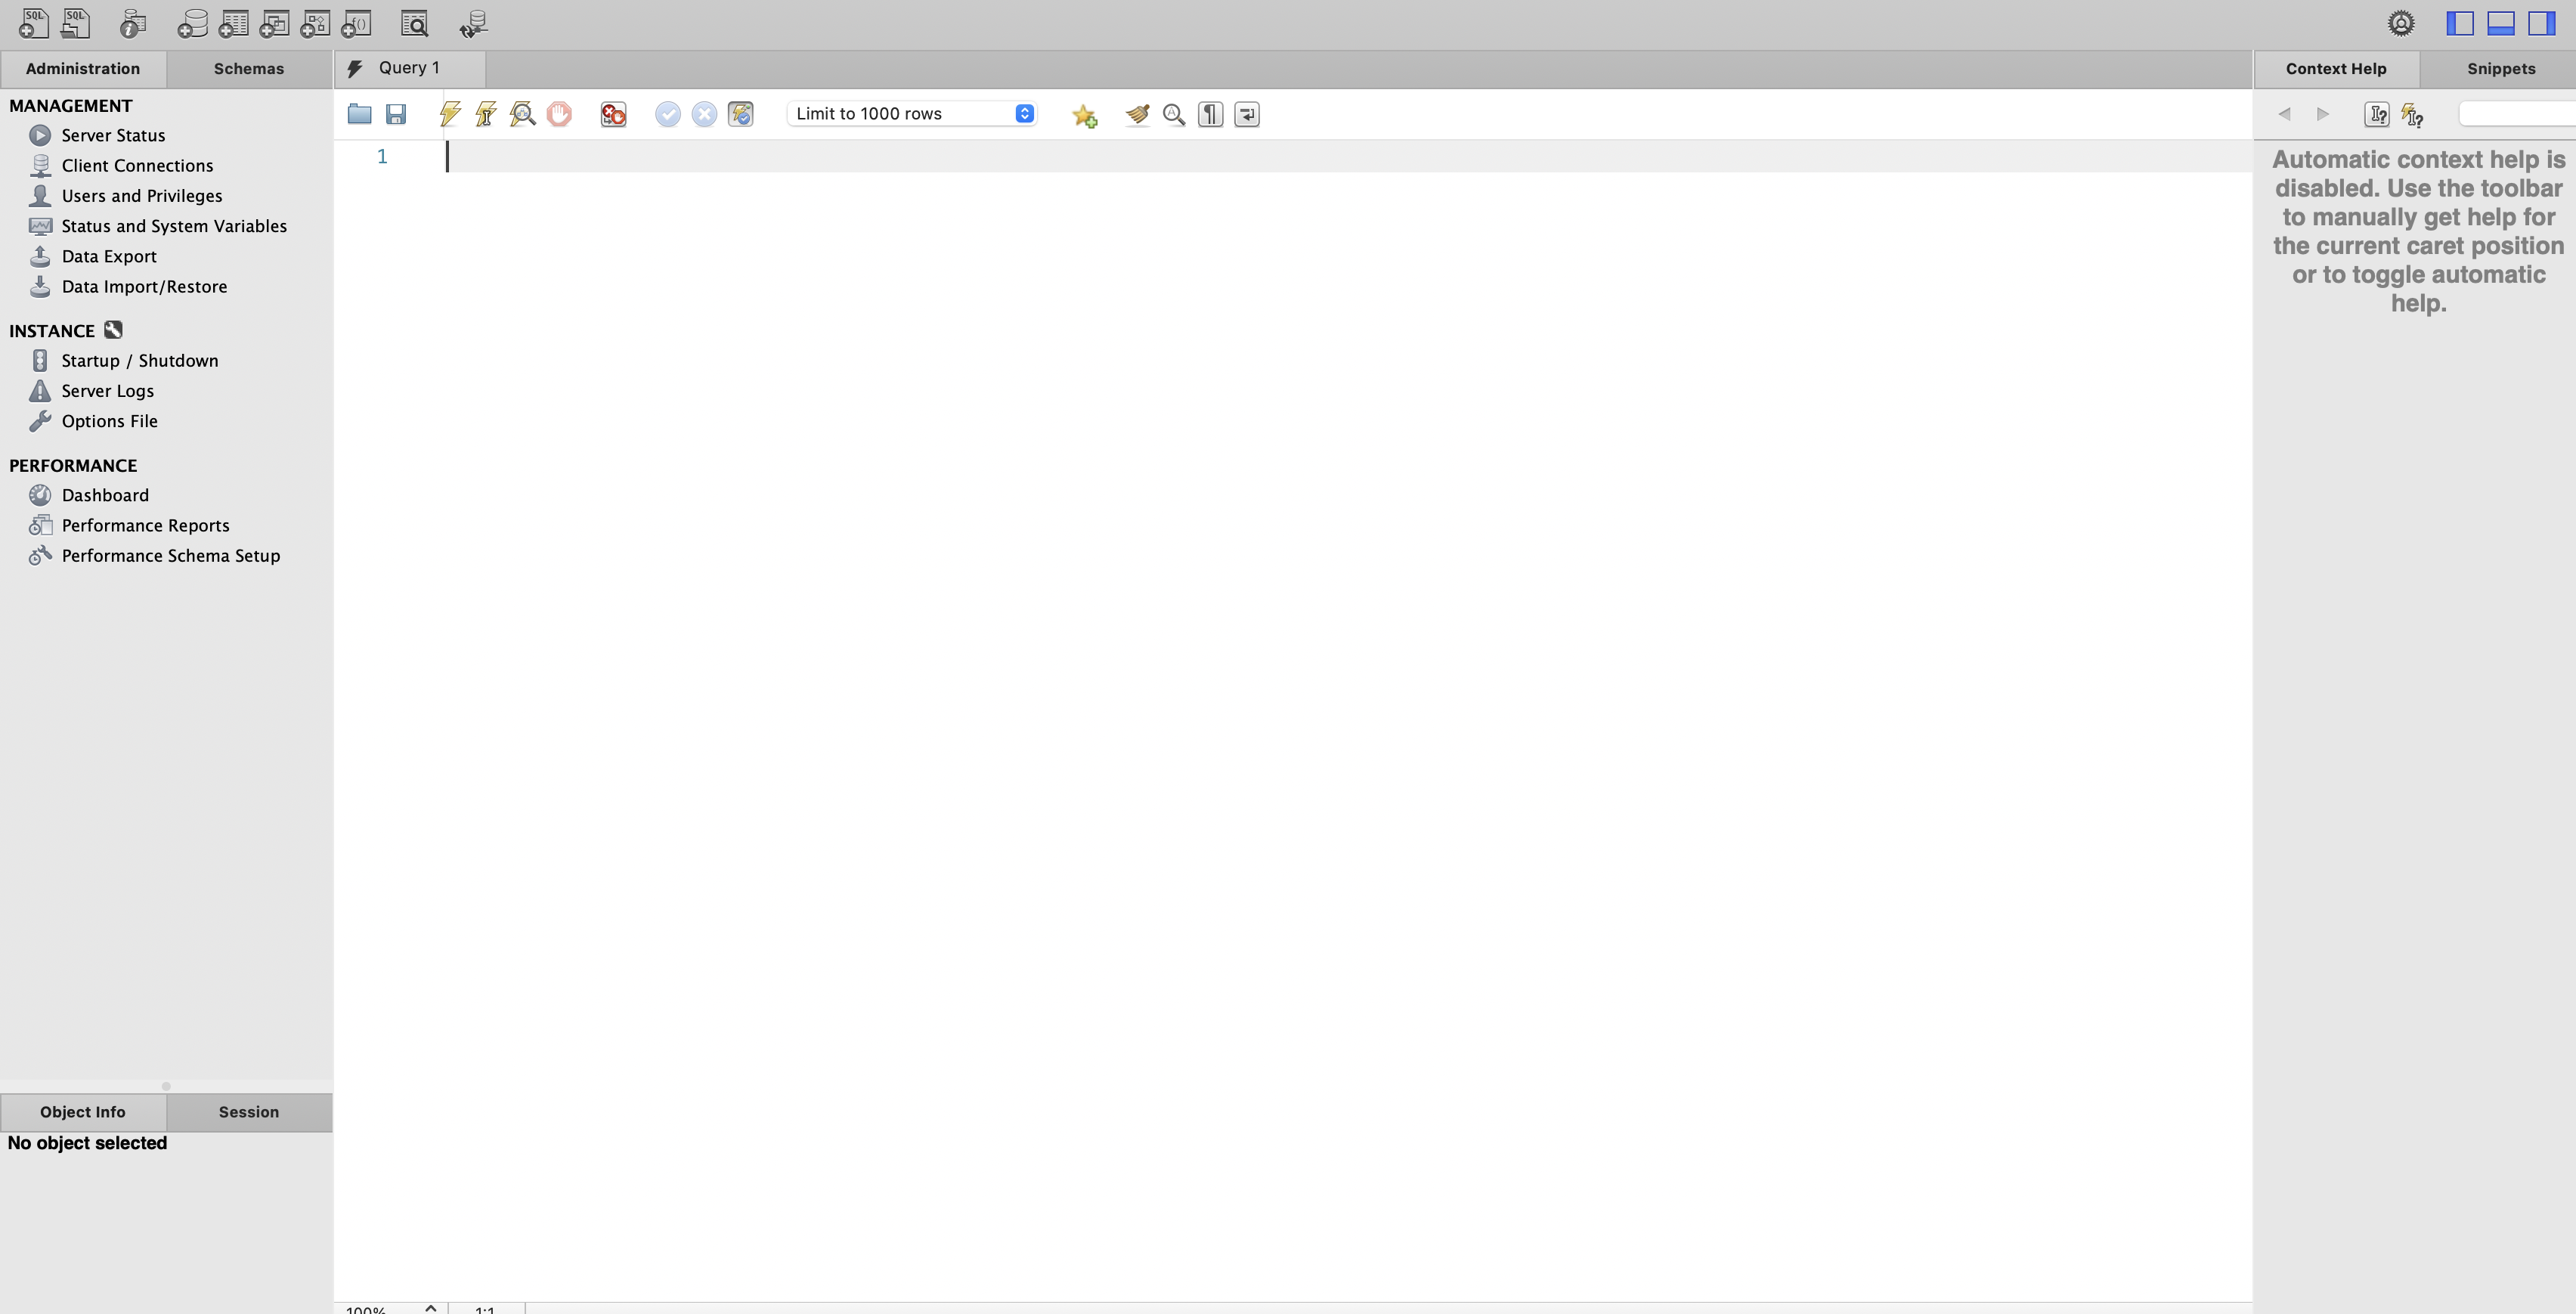 SQL SQL
Administration Schemas Query 1 Context Help Snippets
MANAGEMENT
Server Status
Client Connections
Users and Privileges
Status and System Variables
Data Export
Data Import/Restore
INSTANCE
Startup / Shutdown
Server Logs
Options File
PERFORMANCE
Dashboard
Performance Reports
Performance Schema Setup
Object Info Session
No object selected
Limit to 1000 rows
1
100% 1:1
Automatic context help is
disabled. Use the toolbar
to manually get help for
the current caret position
or to toggle automatic
help.